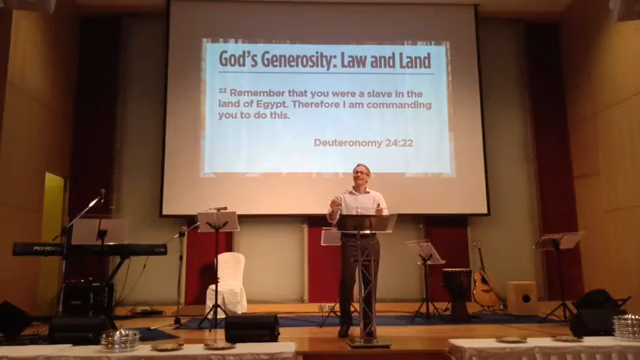 God's Generosity: Law and Land
22 Remember that you were a slave in the
land of Egypt. Therefore I am commanding
you to do this.
Deuteronomy 24:22